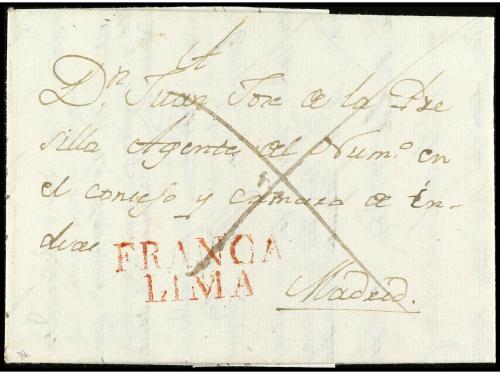 A
Dn. Juan Jose de la Pre
silla Agente del Numo. en
el consejo y camara de in-
dias
FRANCA
LIMA
Madrid.